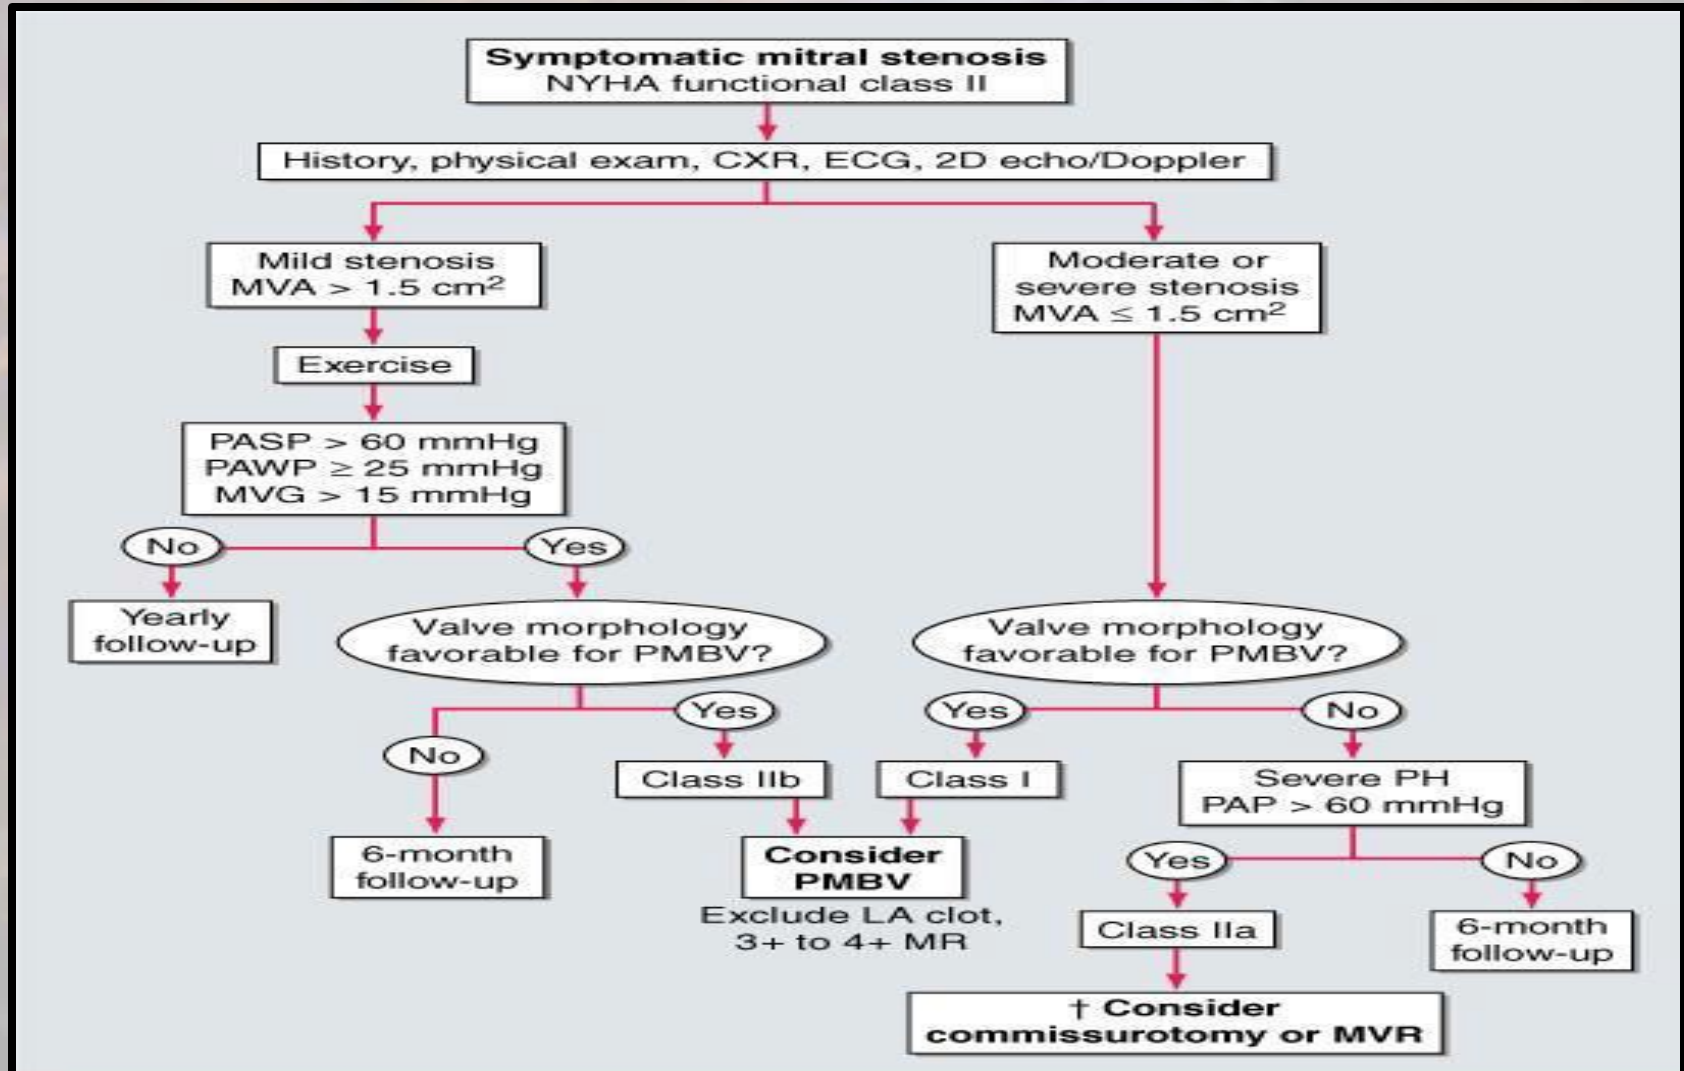 Symptomatic mitral stenosis
NYHA functional class II
History, physical exam, CXR, ECG, 2D echo/Doppler
Mild stenosis
MVA > 1.5 cm²
Moderate or
severe stenosis
MVA ≤ 1.5 cm²
Exercise
PASP > 60 mmHg
PAWP ≥ 25 mmHg
MVG > 15 mmHg
No
Yes
Yearly
follow-up
Valve morphology
favorable for PMBV?
Valve morphology
favorable for PMBV?
No
Yes
Yes
No
Class IIb
Class I
Severe PH
PAP > 60 mmHg
6-month
follow-up
Consider
PMBV
Exclude LA clot,
3+ to 4+ MR
Yes
No
Class IIa
6-month
follow-up
† Consider
commissurotomy or MVR